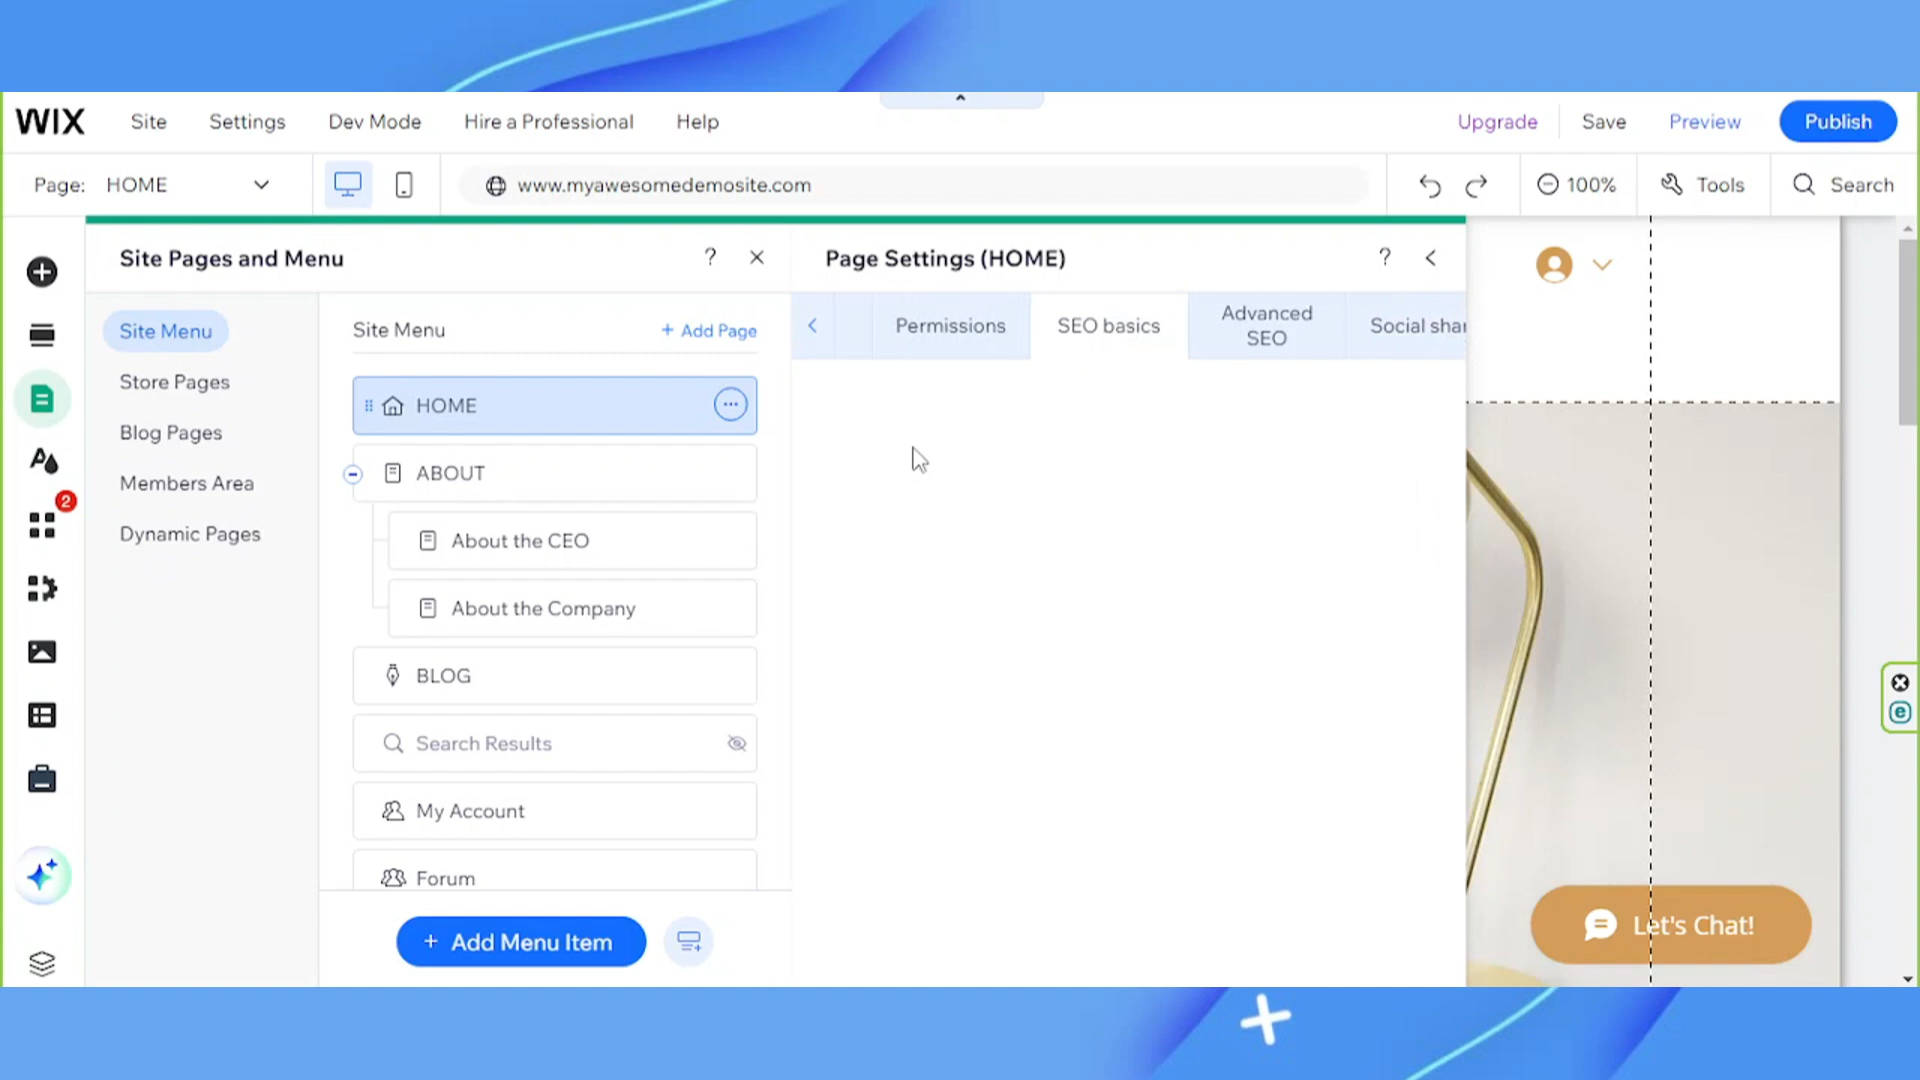 WIX Site Settings Dev Mode Hire a Professional Help Upgrade Save Preview Publish
Page: HOME www.myawesomedemosite.com 100% Tools Search
Site Pages and Menu ? Page Settings (HOME) ?
Site Menu
Store Pages
Blog Pages
Members Area
Dynamic Pages
2
Site Menu + Add Page
HOME
ABOUT
About the CEO
About the Company
BLOG
Search Results
My Account
Forum
+ Add Menu Item
Permissions
SEO basics
Advanced
SEO
Social shar
Let's Chat!